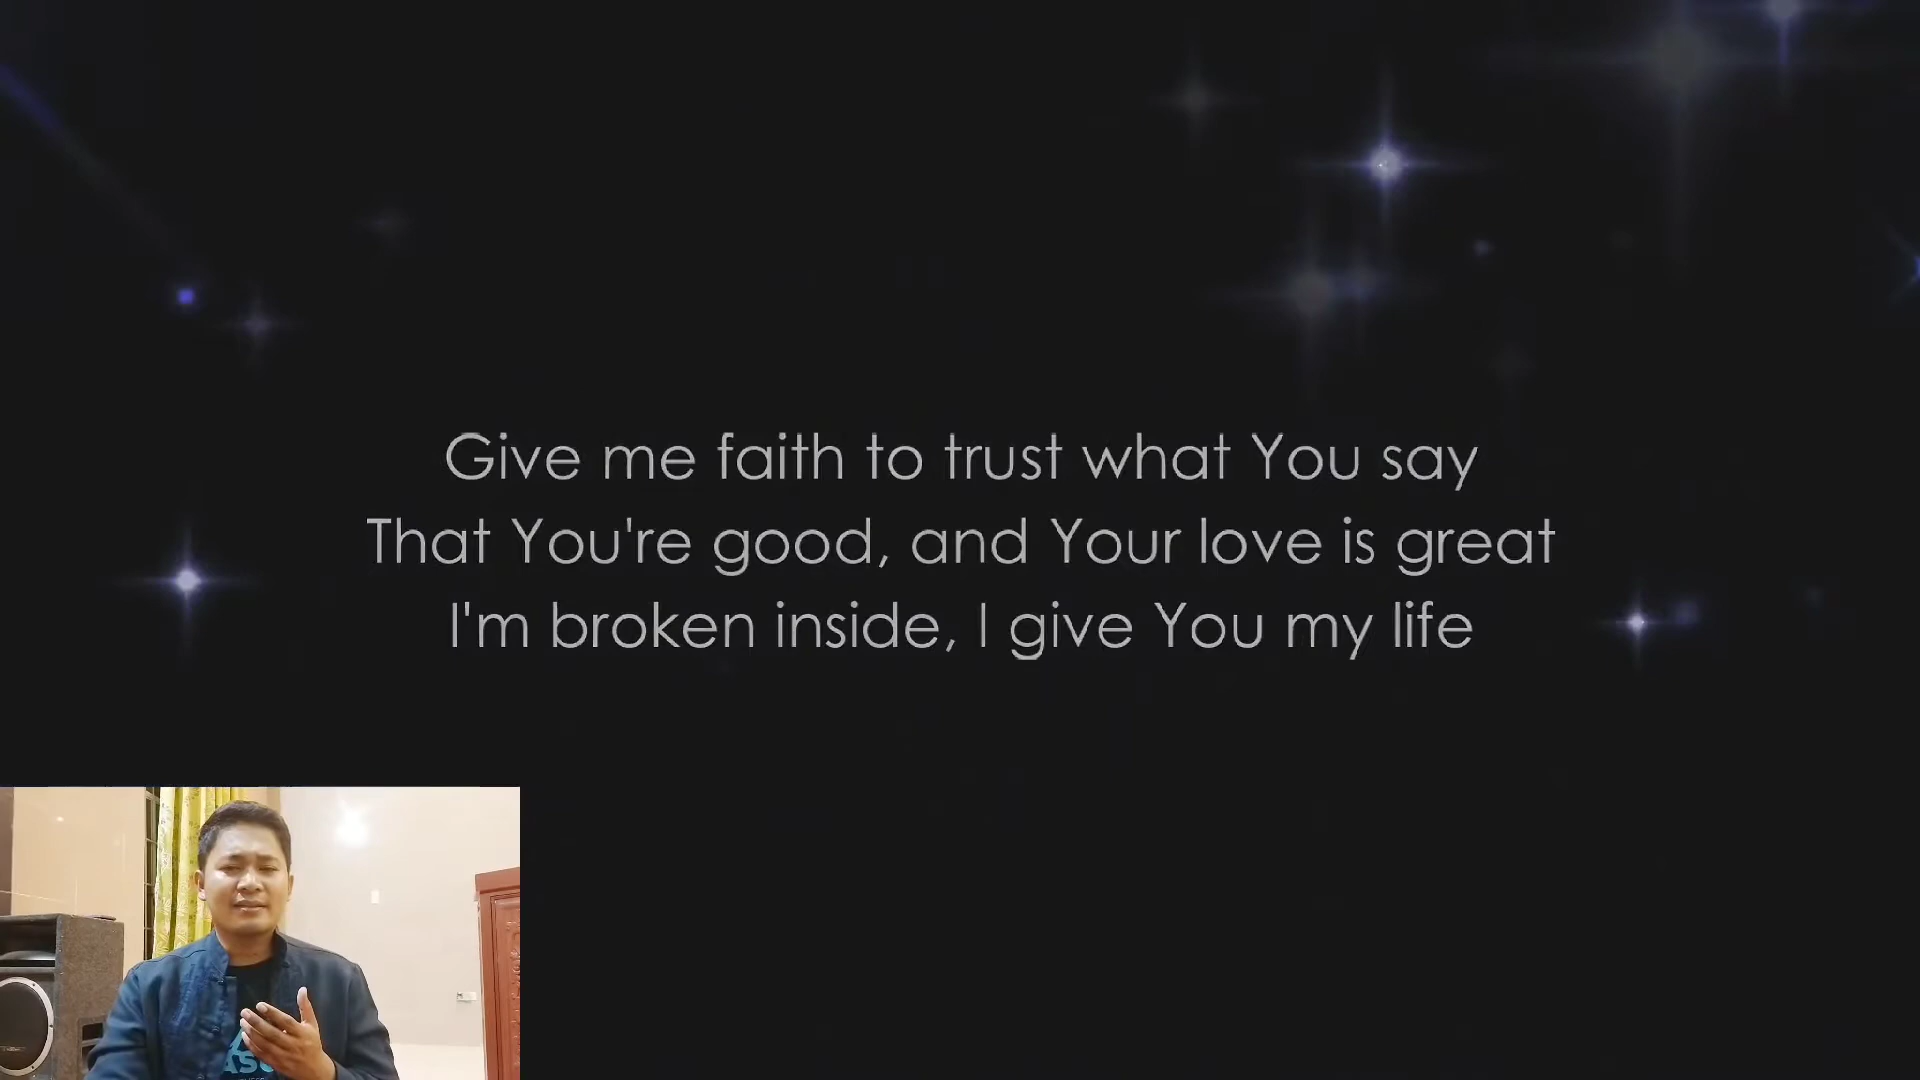 Give me faith to trust what You say
That You're good, and Your love is great
I'm broken inside, I give You my life